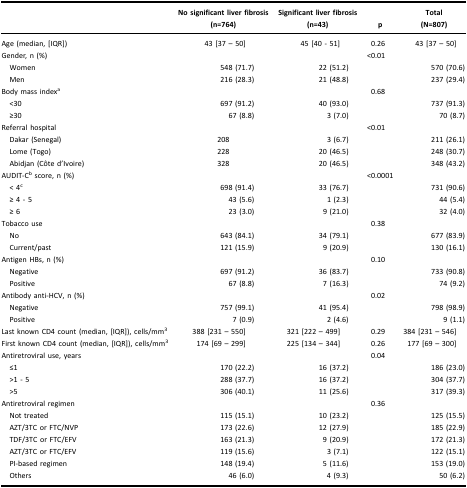 No significant liver fibrosis Significant liver fibrosis Total
(n=764) (n=43) p (N=807)
Age (median, [IQR]) 43 [37 – 50] 45 [40 - 51] 0.26 43 [37 – 50]
Gender, n (%) <0.01
Women 548 (71.7) 22 (51.2) 570 (70.6)
Men 216 (28.3) 21 (48.8) 237 (29.4)
Body mass indexᵃ 0.68
<30 697 (91.2) 40 (93.0) 737 (91.3)
≥30 67 (8.8) 3 (7.0) 70 (8.7)
Referral hospital <0.01
Dakar (Senegal) 208 3 (6.7) 211 (26.1)
Lome (Togo) 228 20 (46.5) 248 (30.7)
Abidjan (Côte d'Ivoire) 328 20 (46.5) 348 (43.2)
AUDIT-Cᵇ score, n (%) <0.0001
< 4ᶜ 698 (91.4) 33 (76.7) 731 (90.6)
≥ 4 - 5 43 (5.6) 1 (2.3) 44 (5.4)
≥ 6 23 (3.0) 9 (21.0) 32 (4.0)
Tobacco use 0.38
No 643 (84.1) 34 (79.1) 677 (83.9)
Current/past 121 (15.9) 9 (20.9) 130 (16.1)
Antigen HBs, n (%) 0.10
Negative 697 (91.2) 36 (83.7) 733 (90.8)
Positive 67 (8.8) 7 (16.3) 74 (9.2)
Antibody anti-HCV, n (%) 0.02
Negative 757 (99.1) 41 (95.4) 798 (98.9)
Positive 7 (0.9) 2 (4.6) 9 (1.1)
Last known CD4 count (median, [IQR]), cells/mm³ 388 [231 – 550] 321 [222 – 499] 0.29 384 [231 – 546]
First known CD4 count (median, [IQR]), cells/mm³ 174 [69 – 299] 225 [134 – 344] 0.26 177 [69 – 300]
Antiretroviral use, years 0.04
≤1 170 (22.2) 16 (37.2) 186 (23.0)
>1 - 5 288 (37.7) 16 (37.2) 304 (37.7)
>5 306 (40.1) 11 (25.6) 317 (39.3)
Antiretroviral regimen 0.36
Not treated 115 (15.1) 10 (23.2) 125 (15.5)
AZT/3TC or FTC/NVP 173 (22.6) 12 (27.9) 185 (22.9)
TDF/3TC or FTC/EFV 163 (21.3) 9 (20.9) 172 (21.3)
AZT/3TC or FTC/EFV 119 (15.6) 3 (7.1) 122 (15.1)
PI-based regimen 148 (19.4) 5 (11.6) 153 (19.0)
Others 46 (6.0) 4 (9.3) 50 (6.2)